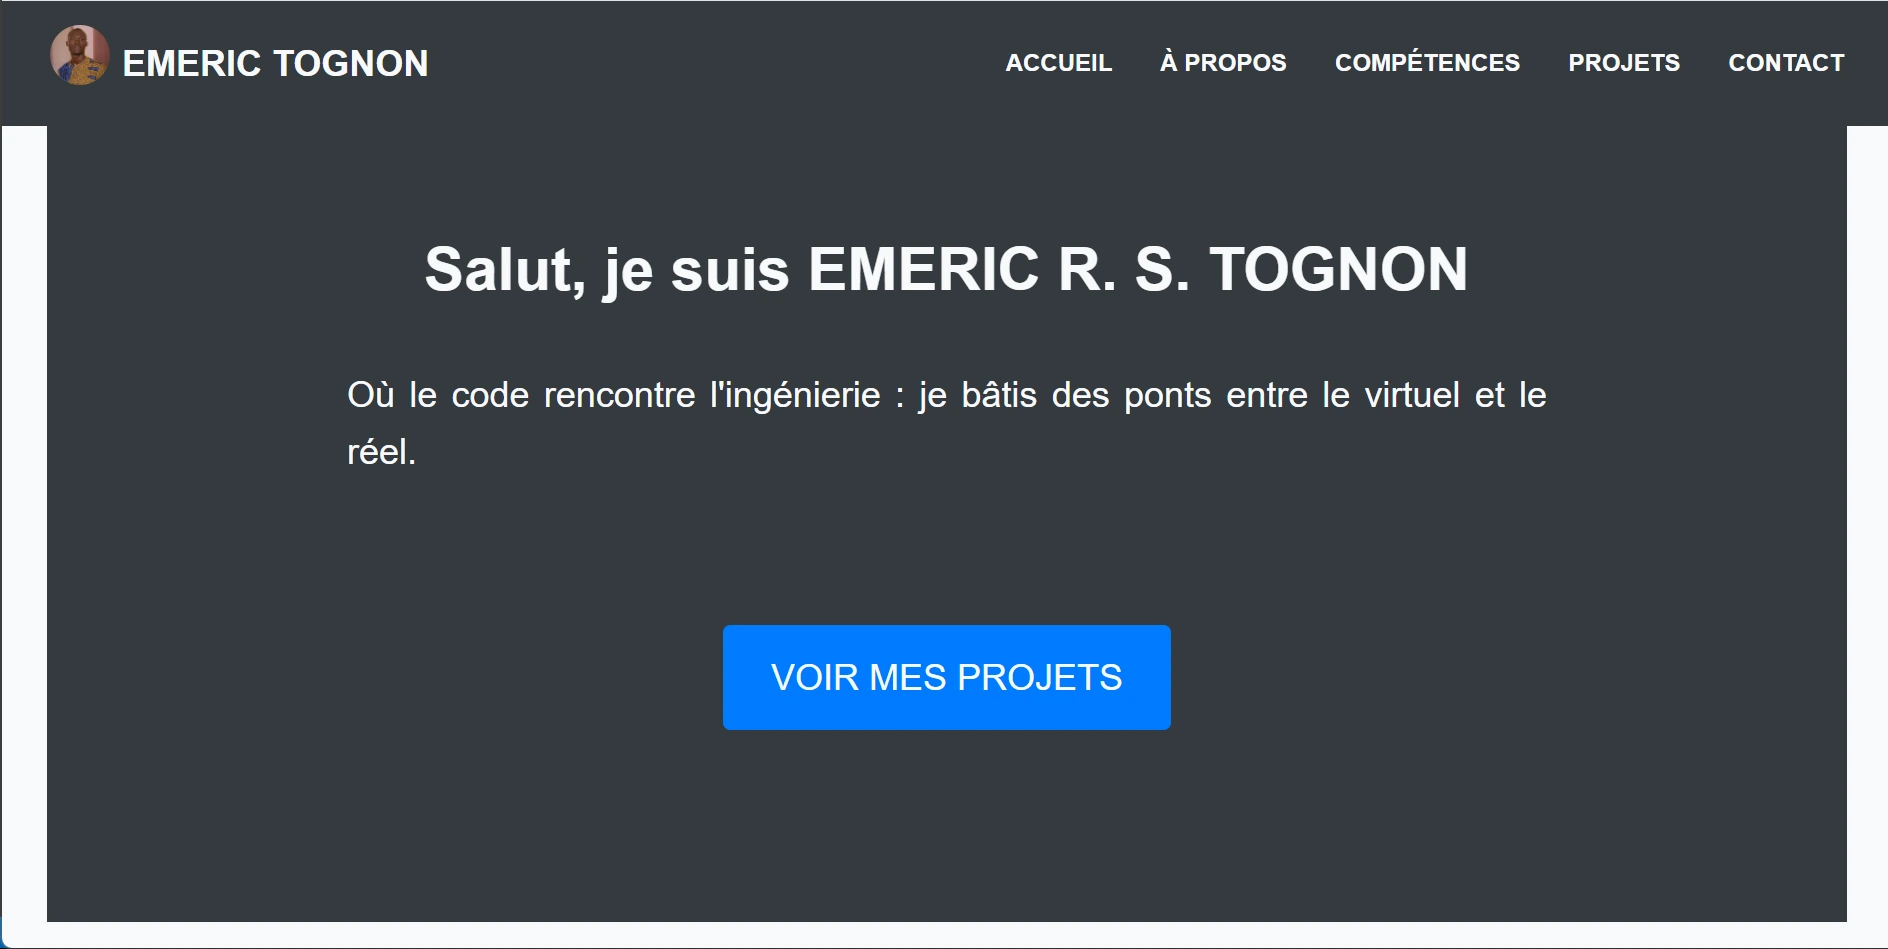 EMERIC TOGNON
ACCUEIL À PROPOS COMPÉTENCES PROJETS CONTACT
Salut, je suis EMERIC R. S. TOGNON
Où le code rencontre l'ingénierie : je bâtis des ponts entre le virtuel et le
réel.
VOIR MES PROJETS